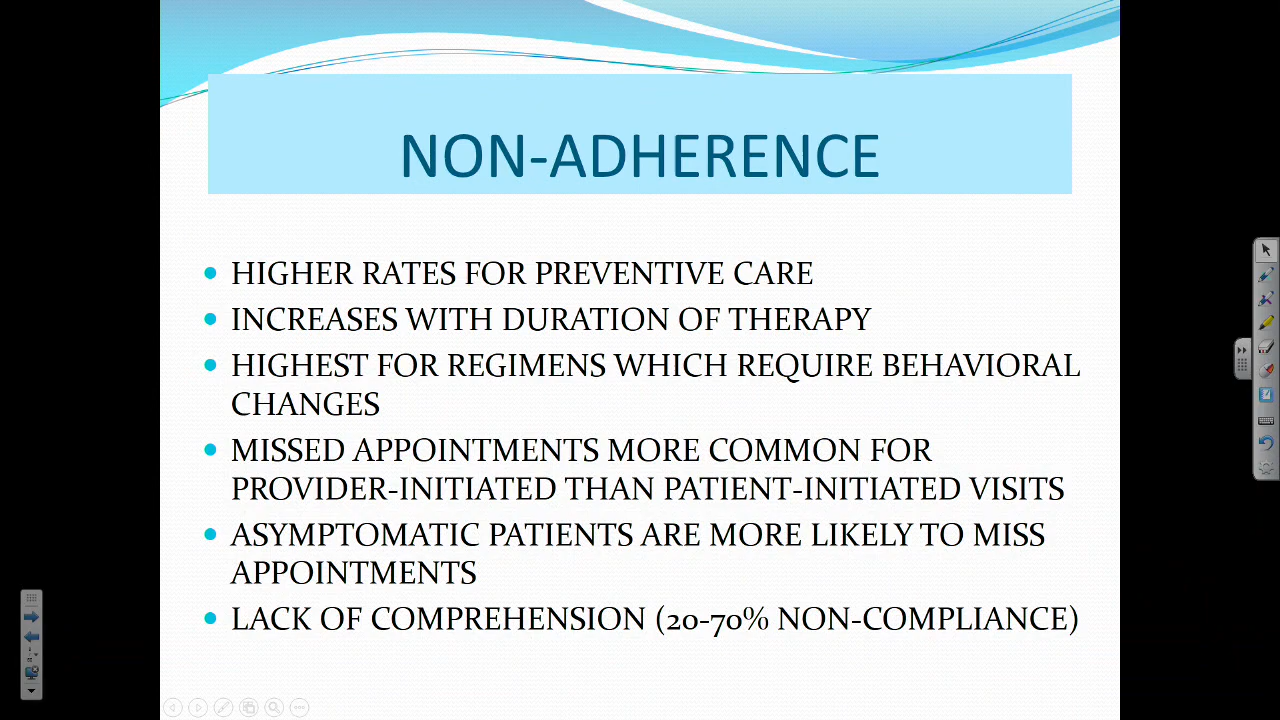 NON-ADHERENCE
HIGHER RATES FOR PREVENTIVE CARE
INCREASES WITH DURATION OF THERAPY
HIGHEST FOR REGIMENS WHICH REQUIRE BEHAVIORAL
CHANGES
MISSED APPOINTMENTS MORE COMMON FOR
PROVIDER-INITIATED THAN PATIENT-INITIATED VISITS
ASYMPTOMATIC PATIENTS ARE MORE LIKELY TO MISS
APPOINTMENTS
LACK OF COMPREHENSION (20-70% NON-COMPLIANCE)